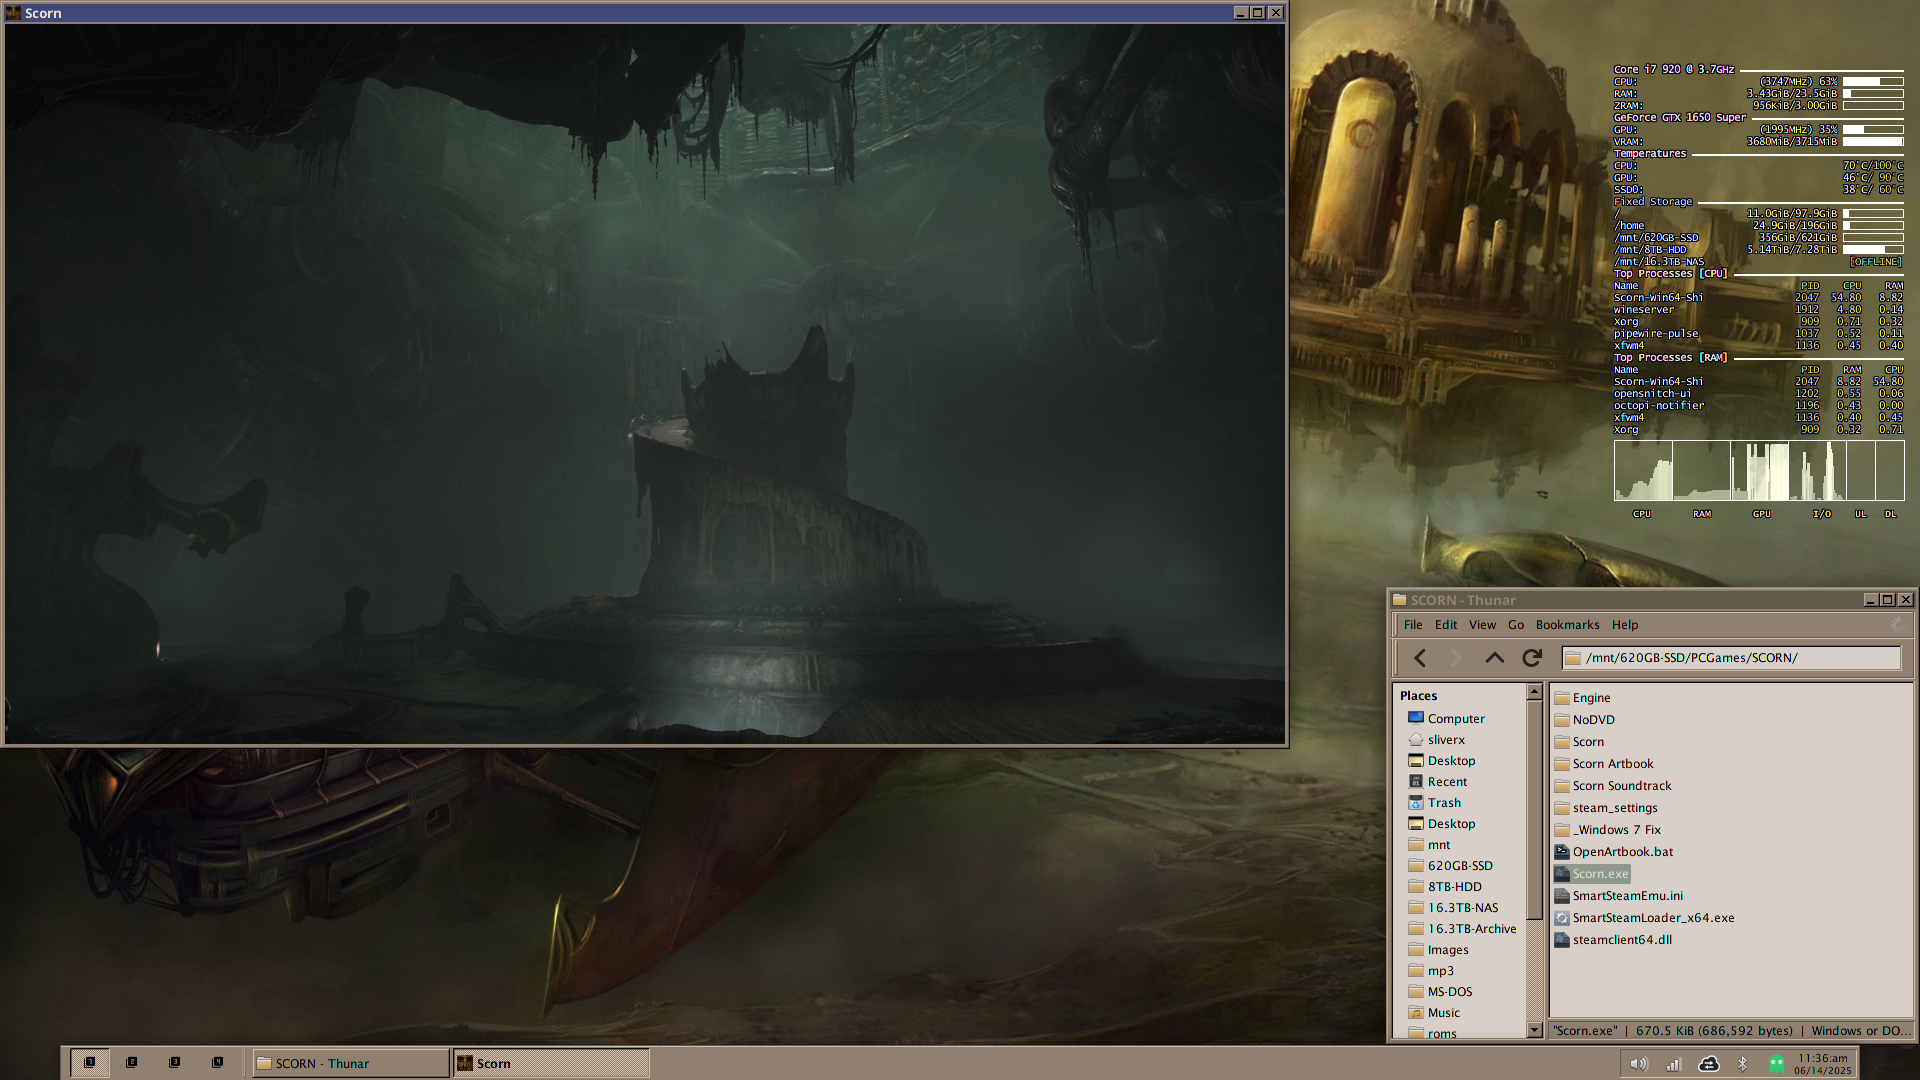 Scorn
Core i7 920 @ 3.7GHz
CPU: (3747MHz) 63%
RAM: 3.43GiB/23.5GiB
ZRAM: 956KiB/3.00GiB
GeForce GTX 1650 Super
GPU: (1995MHz) 35%
VRAM: 3680MiB/3715MiB
Temperatures
CPU: 70°C/100°C
GPU: 46°C/ 90°C
SSD0: 38°C/ 60°C
Fixed Storage
/ 11.0GiB/97.9GiB
/home 24.9GiB/196GiB
/mnt/620GB-SSD 356GiB/621GiB
/mnt/8TB-HDD 5.14TiB/7.28TiB
/mnt/16.3TB-NAS [OFFLINE]
Top Processes [CPU]
Name PID CPU RAM
Scorn-Win64-Shi 2047 54.80 8.82
wineserver 1912 4.80 0.14
Xorg 909 0.71 0.32
pipewire-pulse 1037 0.52 0.11
xfwm4 1136 0.45 0.40
Top Processes [RAM]
Name PID RAM CPU
Scorn-Win64-Shi 2047 8.82 54.80
opensnitch-ui 1202 0.55 0.06
octopi-notifier 1196 0.43 0.00
xfwm4 1136 0.40 0.45
Xorg 909 0.32 0.71
CPU RAM GPU I/O UL DL
SCORN - Thunar
File Edit View Go Bookmarks Help
/mnt/620GB-SSD/PCGames/SCORN/
Places
Computer
sliverx
Desktop
Recent
Trash
Desktop
mnt
620GB-SSD
8TB-HDD
16.3TB-NAS
16.3TB-Archive
Images
mp3
MS-DOS
Music
roms
Engine
NoDVD
Scorn
Scorn Artbook
Scorn Soundtrack
steam_settings
_Windows 7 Fix
OpenArtbook.bat
Scorn.exe
SmartSteamEmu.ini
SmartSteamLoader_x64.exe
steamclient64.dll
"Scorn.exe" | 670.5 KiB (686,592 bytes) | Windows or DO...
1 2 3 4
SCORN - Thunar
Scorn
11:36:am
06/14/2025